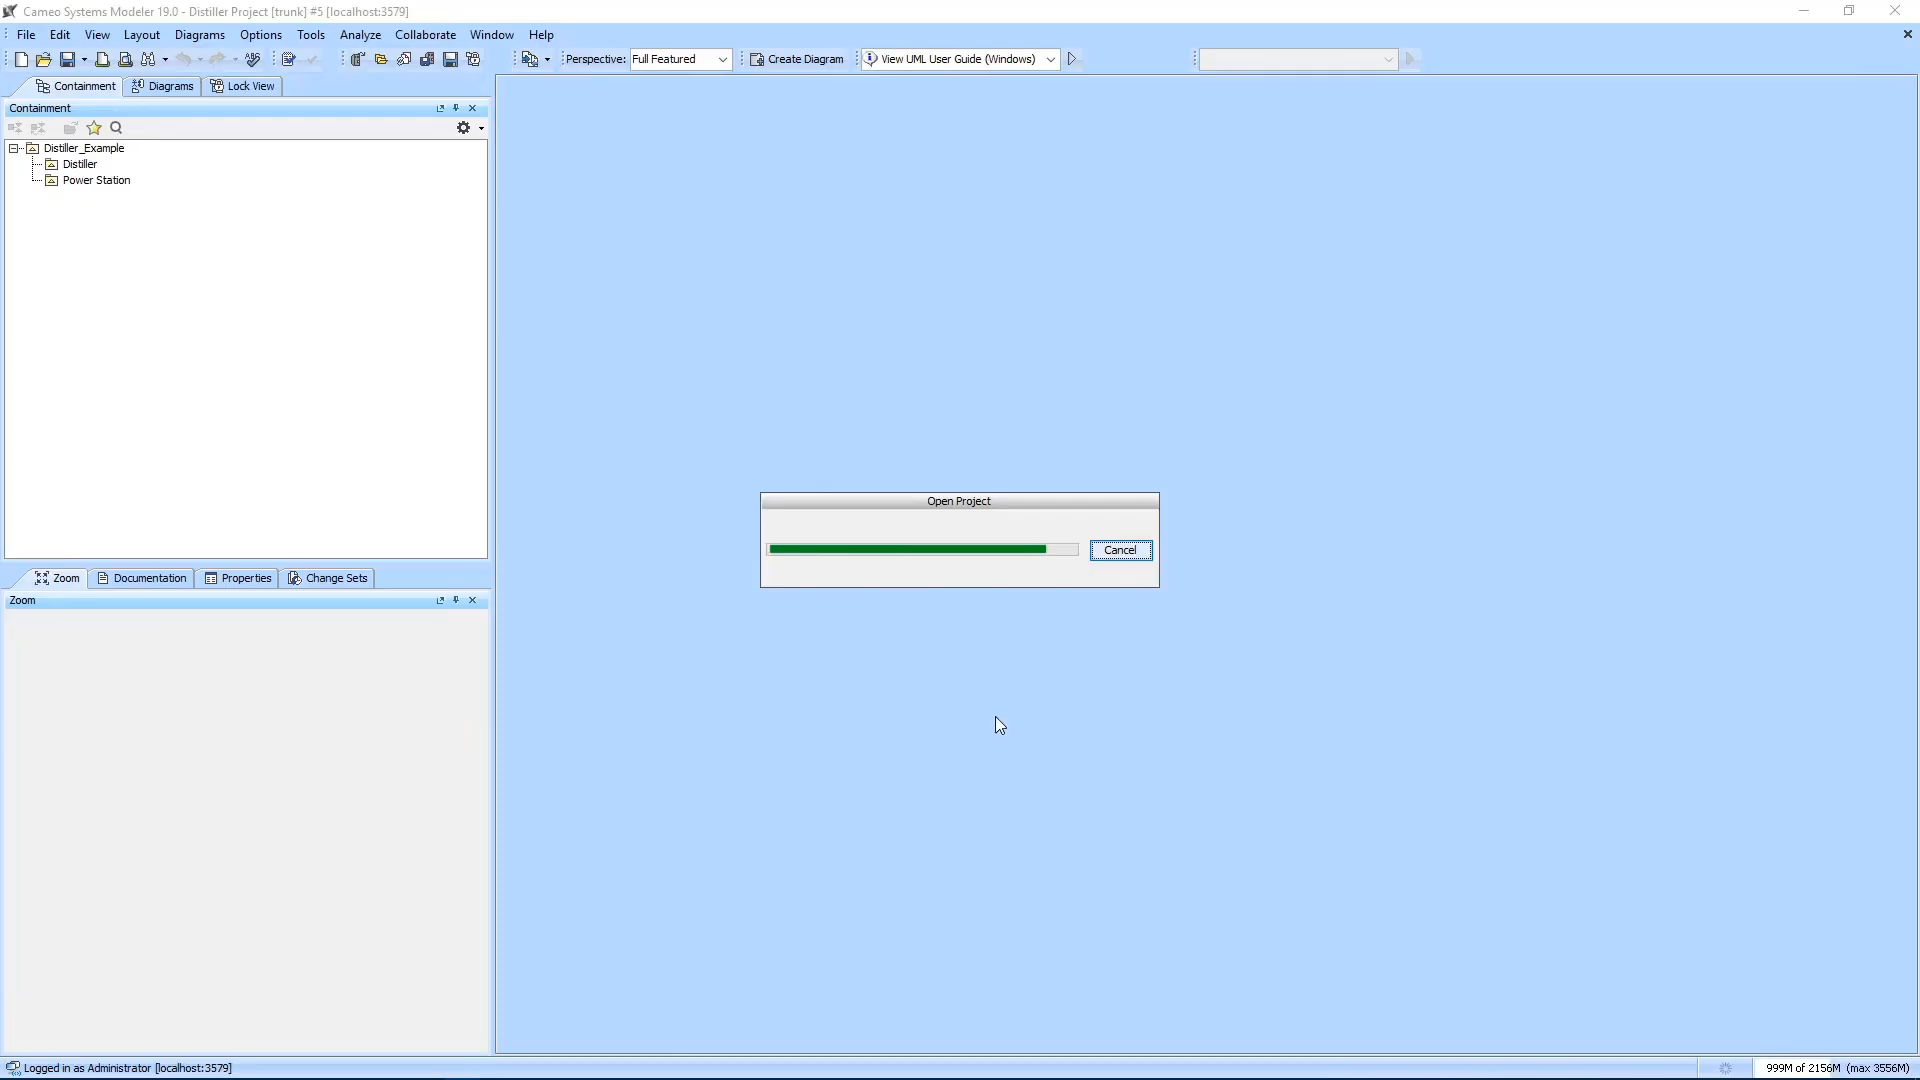 Cameo Systems Modeler 19.0 - Distiller Project [trunk] #5 [localhost:3579]
File Edit View Layout Diagrams Options Tools Analyze Collaborate Window Help
Perspective: Full Featured Create Diagram View UML User Guide (Windows)
Containment Diagrams Lock View
Containment
Distiller_Example
Distiller
Power Station
Open Project
Cancel
Zoom Documentation Properties Change Sets
Zoom
Logged in as Administrator [localhost:3579] 999M of 2156M (max 3556M)